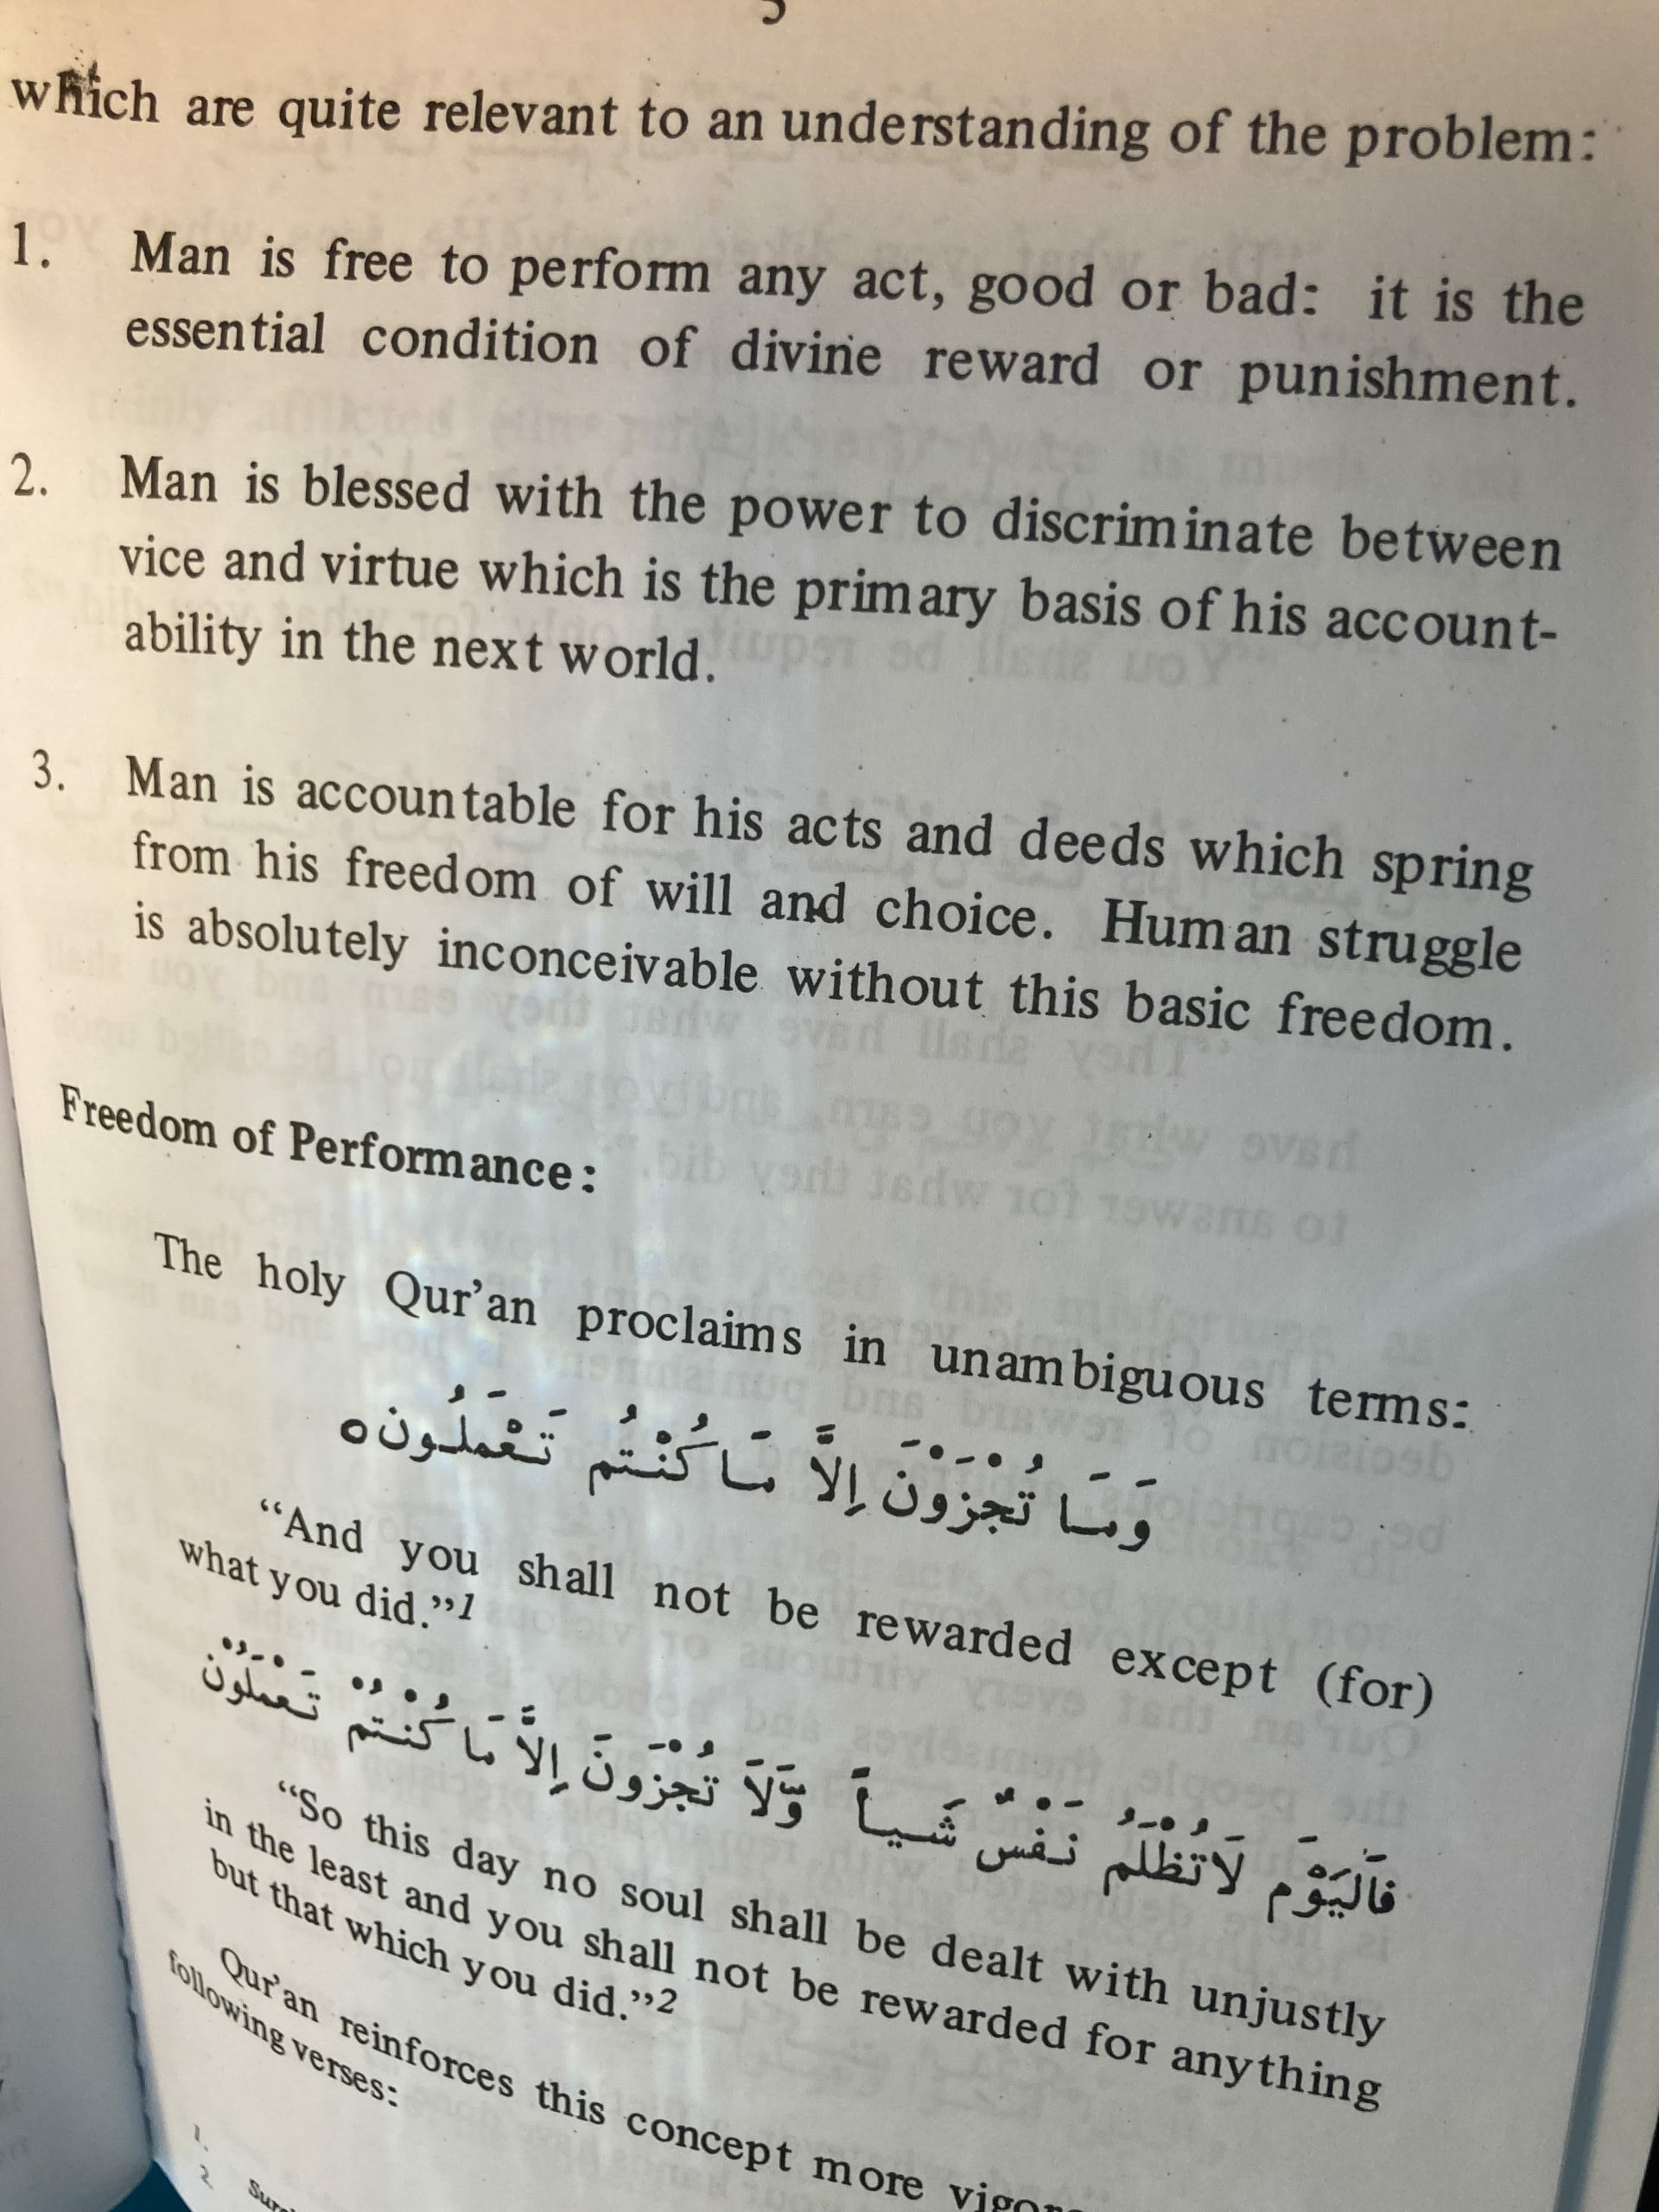 which are quite relevant to an understanding of the problem:
1. Man is free to perform any act, good or bad: it is the
essential condition of divine reward or punishment.
2. Man is blessed with the power to discriminate between
vice and virtue which is the primary basis of his account-
ability in the next world.
3. Man is accountable for his acts and deeds which spring
from his freedom of will and choice. Human struggle
is absolutely inconceivable without this basic freedom.
Freedom of Performance:
The holy Qur’an proclaims in unambiguous terms:
وَمَا تُجْزَوْنَ اِلاَّ مَا كُنْتُم تَعْمَلُونَ ه
“And you shall not be rewarded except (for)
what you did.”1
فَالْيَوْمَ لَاتُظْلَمُ نَفْسٌ شَيأً وَّلاَ تُجْزَوْنَ اِلاَّ مَا كُنْتُمْ تَعْمَلُوْنَ
“So this day no soul shall be dealt with unjustly
in the least and you shall not be rewarded for anything
but that which you did.”2
Qur’an reinforces this concept more
following verses:
1.
2